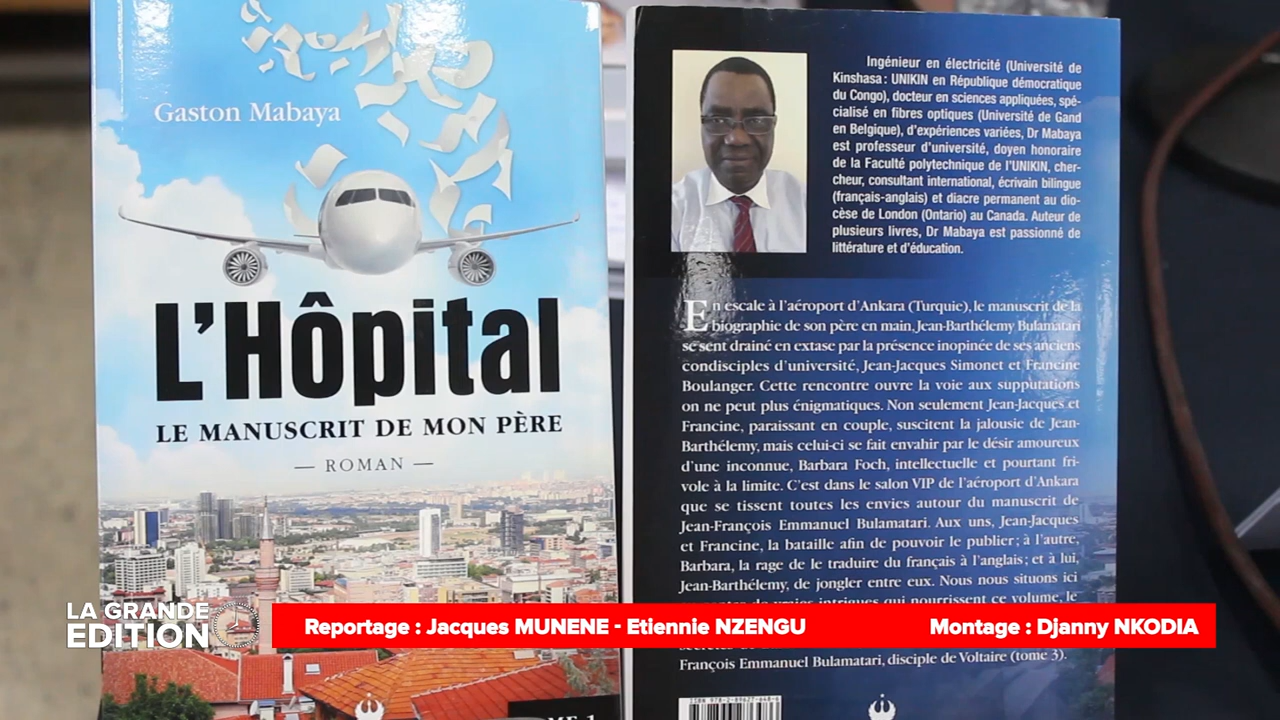 Gaston Mabaya
L'Hôpital
LE MANUSCRIT DE MON PÈRE
— ROMAN —
Ingénieur en électricité (Université de
Kinshasa : UNIKIN en République démocratique
du Congo), docteur en sciences appliquées, spé-
cialisé en fibres optiques (Université de Gand
en Belgique), d'expériences variées, Dr Mabaya
est professeur d'université, doyen honoraire
de la Faculté polytechnique de l'UNIKIN, cher-
cheur, consultant international, écrivain bilingue
(français-anglais) et diacre permanent au dio-
cèse de London (Ontario) au Canada. Auteur de
plusieurs livres, Dr Mabaya est passionné de
littérature et d'éducation.
En escale à l'aéroport d'Ankara (Turquie), le manuscrit de la
biographie de son père en main, Jean-Barthélemy Bulamatari
se sent drainé en extase par la présence inopinée de ses anciens
condisciples d'université, Jean-Jacques Simonet et Francine
Boulanger. Cette rencontre ouvre la voie aux supputations
on ne peut plus énigmatiques. Non seulement Jean-Jacques et
Francine, paraissant en couple, suscitent la jalousie de Jean-
Barthélemy, mais celui-ci se fait envahir par le désir amoureux
d'une inconnue, Barbara Foch, intellectuelle et pourtant fri-
vole à la limite. C'est dans le salon VIP de l'aéroport d'Ankara
que se tissent toutes les envies autour du manuscrit de
Jean-François Emmanuel Bulamatari. Aux uns, Jean-Jacques
et Francine, la bataille afin de pouvoir le publier ; à l'autre,
Barbara, la rage de le traduire du français à l'anglais ; et à lui,
Jean-Barthélemy, de jongler entre eux. Nous nous situons ici
intrigues qui nourrissent ce volume, le
François Emmanuel Bulamatari, disciple de Voltaire (tome 3).
LA GRANDE
EDITION
Reportage : Jacques MUNENE - Etiennie NZENGU
Montage : Djanny NKODIA